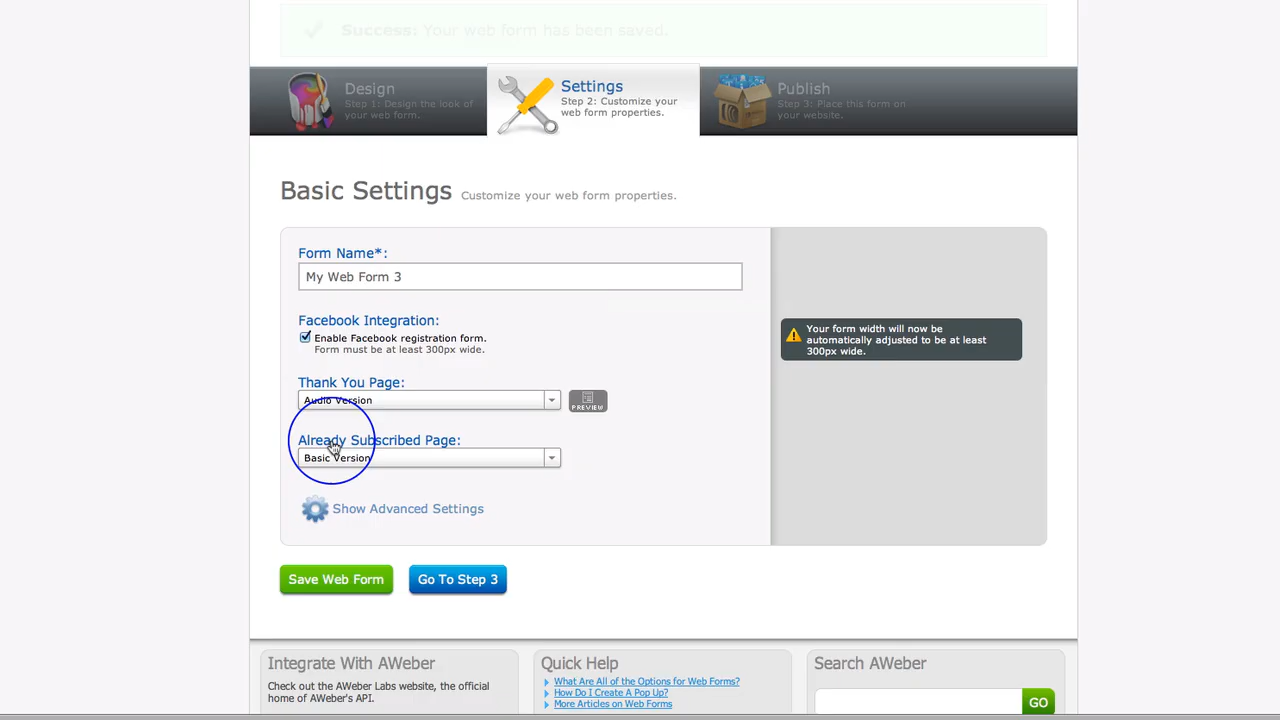 Success: Your web form has been saved.
Design
Step 1: Design the look of
your web form.
Settings
Step 2: Customize your
web form properties.
Publish
Step 3: Place this form on
your website.
Basic Settings Customize your web form properties.
Form Name*:
My Web Form 3
Facebook Integration:
Enable Facebook registration form.
Form must be at least 300px wide.
Your form width will now be
automatically adjusted to be at least
300px wide.
Thank You Page:
Audio Version
PREVIEW
Already Subscribed Page:
Basic Version
Show Advanced Settings
Save Web Form
Go To Step 3
Integrate With AWeber
Check out the AWeber Labs website, the official
home of AWeber's API.
Quick Help
What Are All of the Options for Web Forms?
How Do I Create A Pop Up?
More Articles on Web Forms
Search AWeber
GO